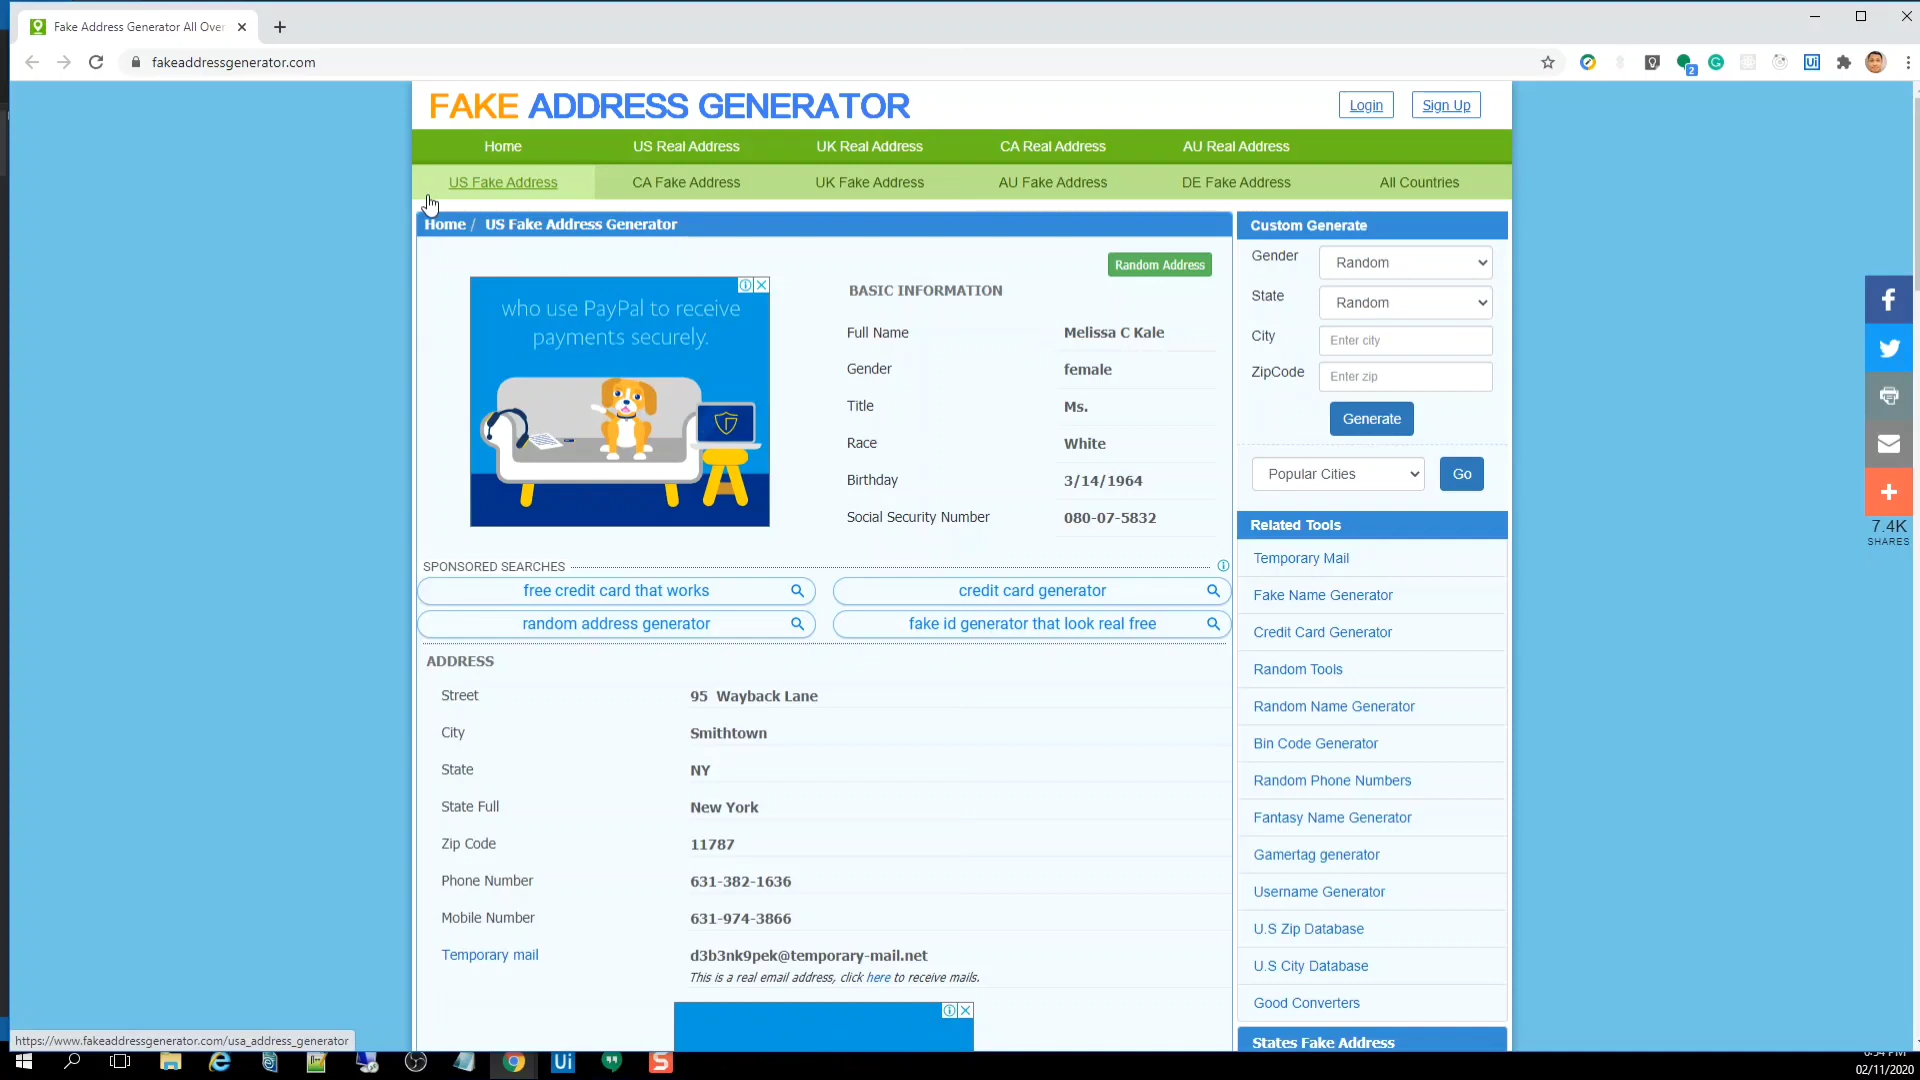 Fake Address Generator All Over
fakeaddressgenerator.com
2
Ui
FAKE ADDRESS GENERATOR
Login Sign Up
Home US Real Address UK Real Address CA Real Address AU Real Address
US Fake Address CA Fake Address UK Fake Address AU Fake Address DE Fake Address All Countries
Home / US Fake Address Generator
Random Address
who use PayPal to receive
payments securely.
BASIC INFORMATION
Full Name Melissa C Kale
Gender female
Title Ms.
Race White
Birthday 3/14/1964
Social Security Number 080-07-5832
SPONSORED SEARCHES
free credit card that works
credit card generator
random address generator
fake id generator that look real free
ADDRESS
Street 95 Wayback Lane
City Smithtown
State NY
State Full New York
Zip Code 11787
Phone Number 631-382-1636
Mobile Number 631-974-3866
Temporary mail d3b3nk9pek@temporary-mail.net
This is a real email address, click here to receive mails.
Custom Generate
Gender Random
State Random
City Enter city
ZipCode Enter zip
Generate
Popular Cities Go
Related Tools
Temporary Mail
Fake Name Generator
Credit Card Generator
Random Tools
Random Name Generator
Bin Code Generator
Random Phone Numbers
Fantasy Name Generator
Gamertag generator
Username Generator
U.S Zip Database
U.S City Database
Good Converters
States Fake Address
7.4K
SHARES
https://www.fakeaddressgenerator.com/usa_address_generator
Ui
02/11/2020